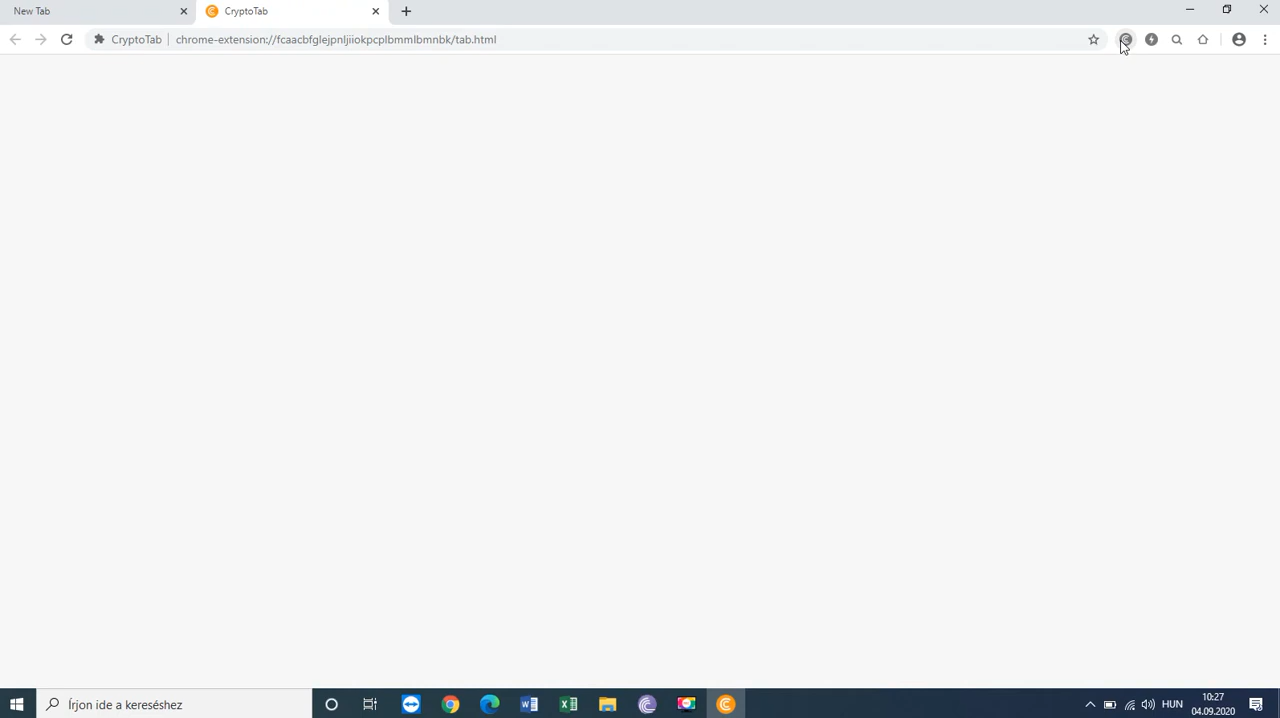 New Tab
CryptoTab
CryptoTab
chrome-extension://fcaacbfglejpnljiiokpcplbmmlbmnbk/tab.html
Írjon ide a kereséshez
HUN
10:27
04.09.2020